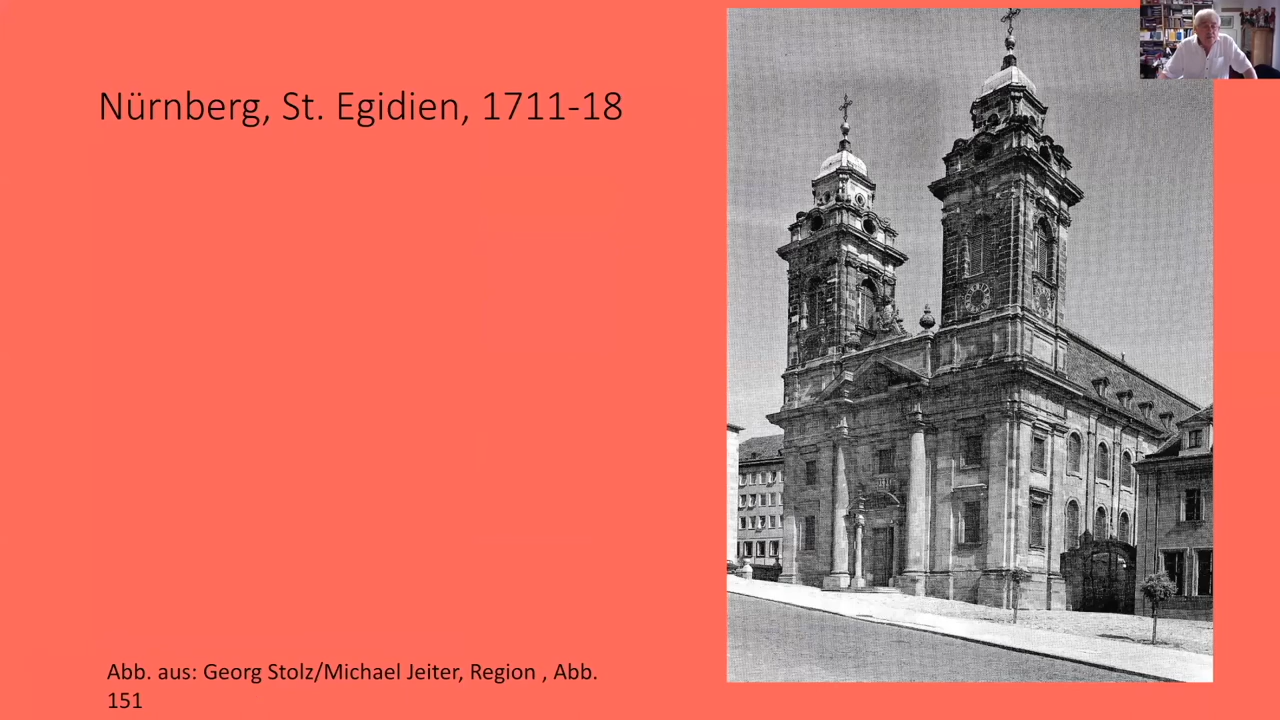 Nürnberg, St. Egidien, 1711-18
Abb. aus: Georg Stolz/Michael Jeiter, Region , Abb.
151